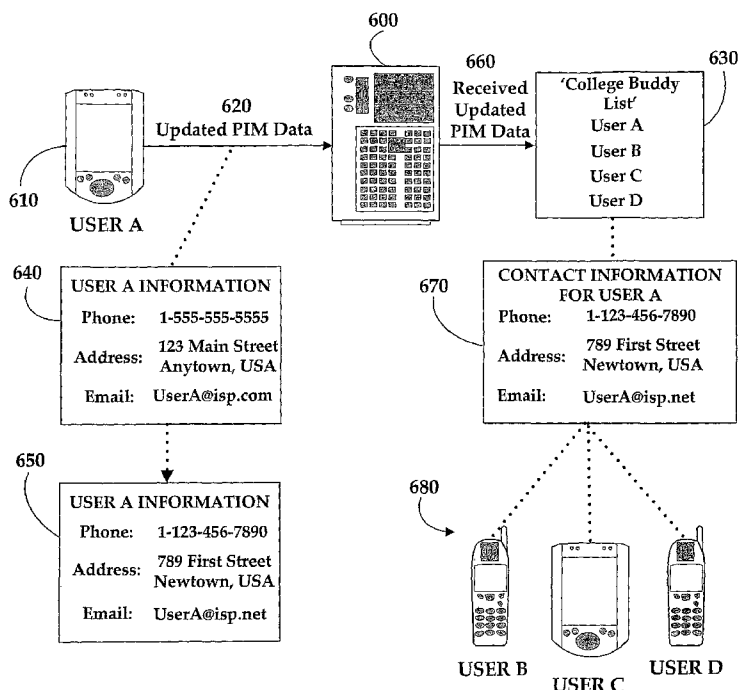 600
610
USER A
620
Updated PIM Data
660
Received
Updated
PIM Data
630
'College Buddy
List'
User A
User B
User C
User D
640
USER A INFORMATION
Phone: 1-555-555-5555
Address: 123 Main Street
Anytown, USA
Email: UserA@isp.com
650
USER A INFORMATION
Phone: 1-123-456-7890
Address: 789 First Street
Newtown, USA
Email: UserA@isp.net
670
CONTACT INFORMATION
FOR USER A
Phone: 1-123-456-7890
Address: 789 First Street
Newtown, USA
Email: UserA@isp.net
680
USER B
USER C
USER D